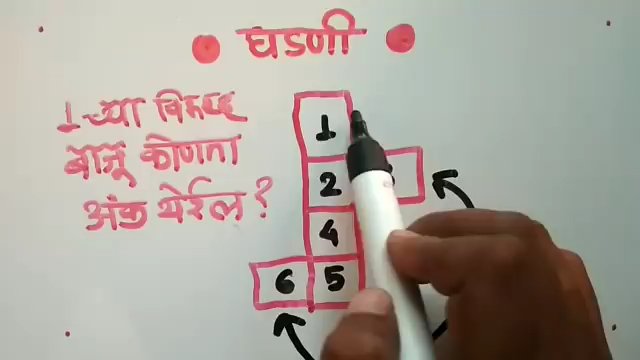 घडणी
1 च्या विरुद्ध
बाजू कोणता
अंक येईल ?
1
2
4
6 5